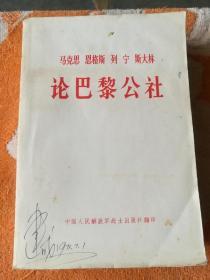 马克思 恩格斯 列宁 斯大林
论巴黎公社
中国人民解放军战士出版社翻印